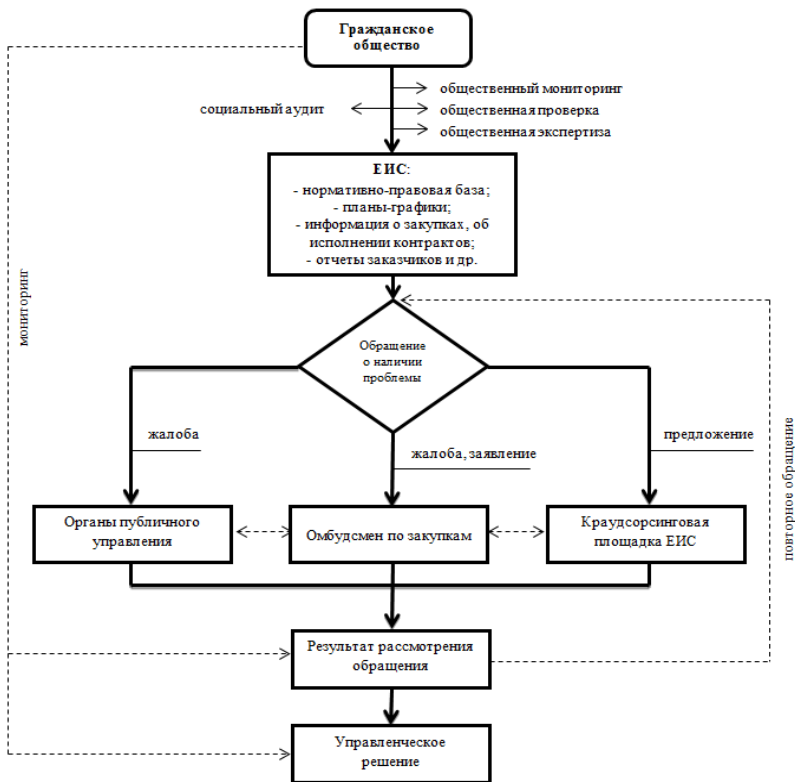 Гражданское
общество
общественный мониторинг
социальный аудит
общественная проверка
общественная экспертиза
ЕИС:
- нормативно-правовая база;
- планы-графики;
- информация о закупках, об
исполнении контрактов;
- отчеты заказчиков и др.
мониторинг
Обращение
о наличии
проблемы
жалоба
жалоба, заявление
предложение
повторное обращение
Органы публичного
управления
Омбудсмен по закупкам
Краудсорсинговая
площадка ЕИС
Результат рассмотрения
обращения
Управленческое
решение